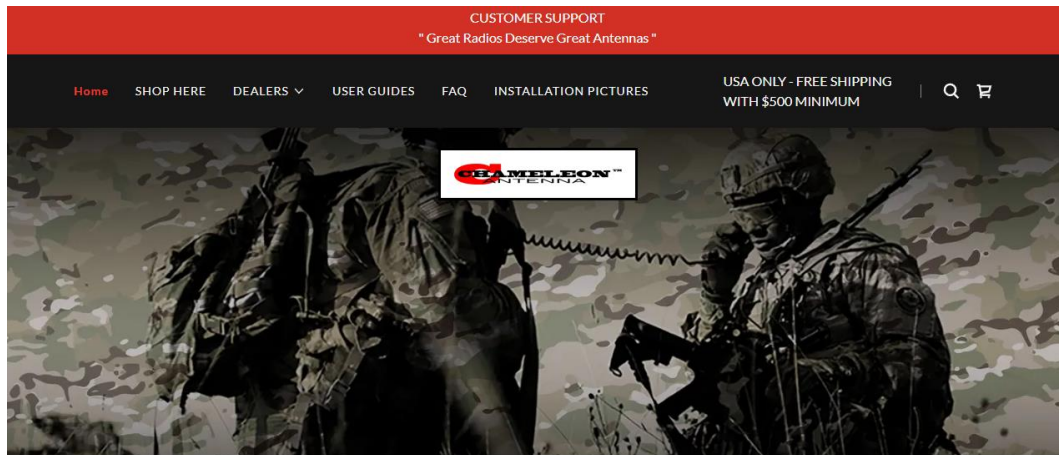 CUSTOMER SUPPORT
" Great Radios Deserve Great Antennas "
Home SHOP HERE DEALERS USER GUIDES FAQ INSTALLATION PICTURES
USA ONLY - FREE SHIPPING
WITH $500 MINIMUM
CHAMELEON™
ANTENNA